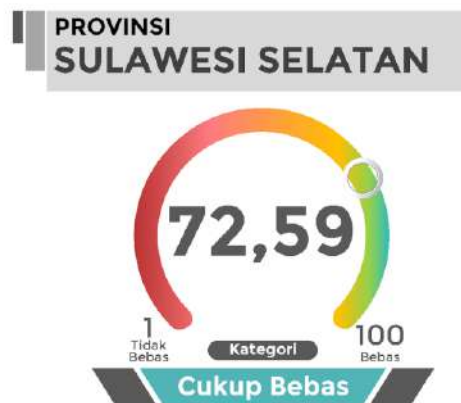 PROVINSI
SULAWESI SELATAN
72,59
1
Tidak
Bebas
Kategori
100
Bebas
Cukup Bebas